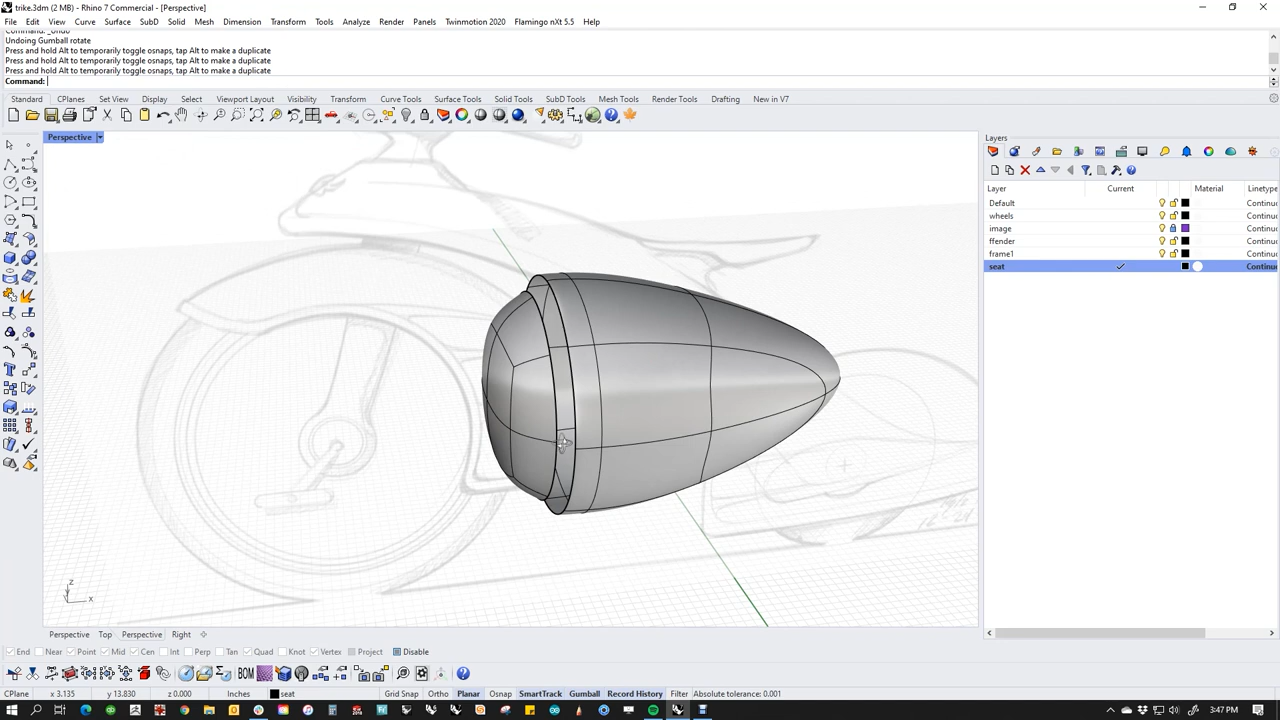 trike.3dm (2 MB) - Rhino 7 Commercial - [Perspective]
File Edit View Curve Surface SubD Solid Mesh Dimension Transform Tools Analyze Render Panels Twinmotion 2020 Flamingo nXt 5.5 Help
Undoing Gumball rotate
Press and hold Alt to temporarily toggle osnaps, tap Alt to make a duplicate
Press and hold Alt to temporarily toggle osnaps, tap Alt to make a duplicate
Press and hold Alt to temporarily toggle osnaps, tap Alt to make a duplicate
Command:
Standard CPlanes Set View Display Select Viewport Layout Visibility Transform Curve Tools Surface Tools Solid Tools SubD Tools Mesh Tools Render Tools Drafting New in V7
Perspective
Layers
Layer Current Material Linetype
Default Continuc
wheels Continuc
image Continuc
ffender Continuc
frame1 Continuc
seat Continuc
z
x
Perspective Top Perspective Right
End Near Point Mid Cen Int Perp Tan Quad Knot Vertex Project Disable
BOM
CPlane x 3.135 y 13.830 z 0.000 Inches seat Grid Snap Ortho Planar Osnap SmartTrack Gumball Record History Filter Absolute tolerance: 0.001
3:47 PM